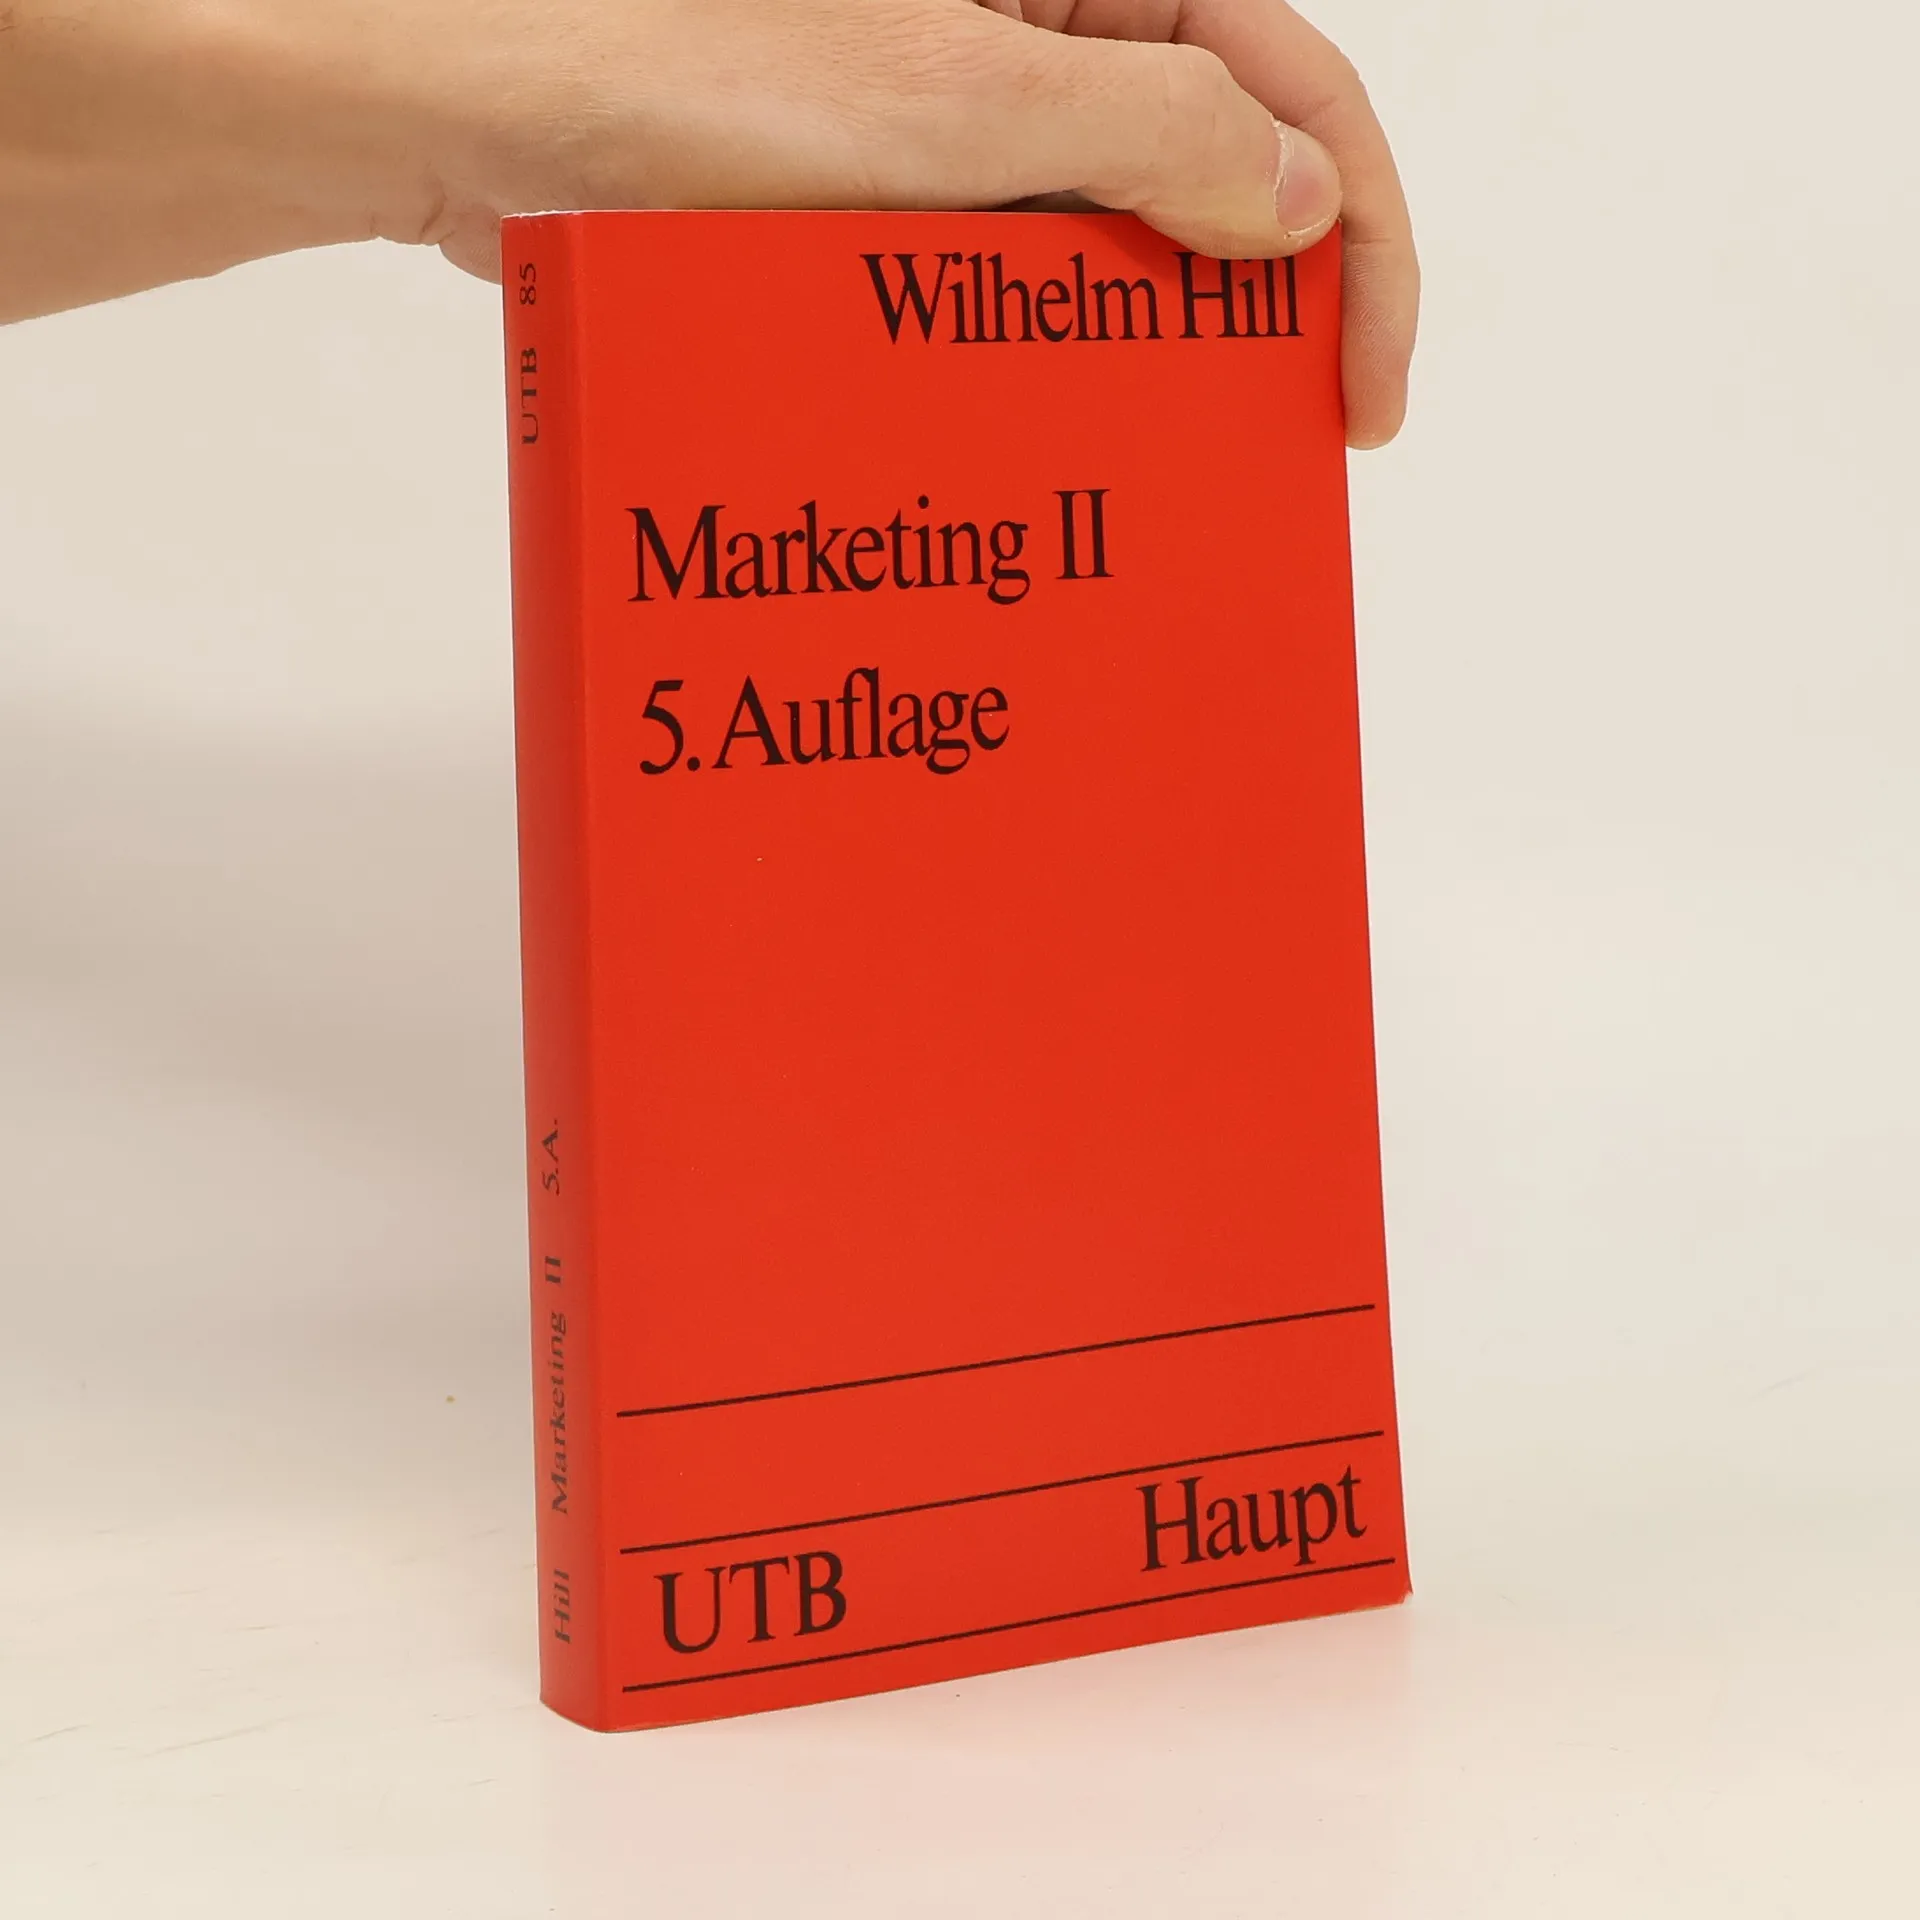 Wilhelm Hill
Marketing II
5. Auflage
Haupt
UTB
Hill Marketing II 5.A. UTB 85